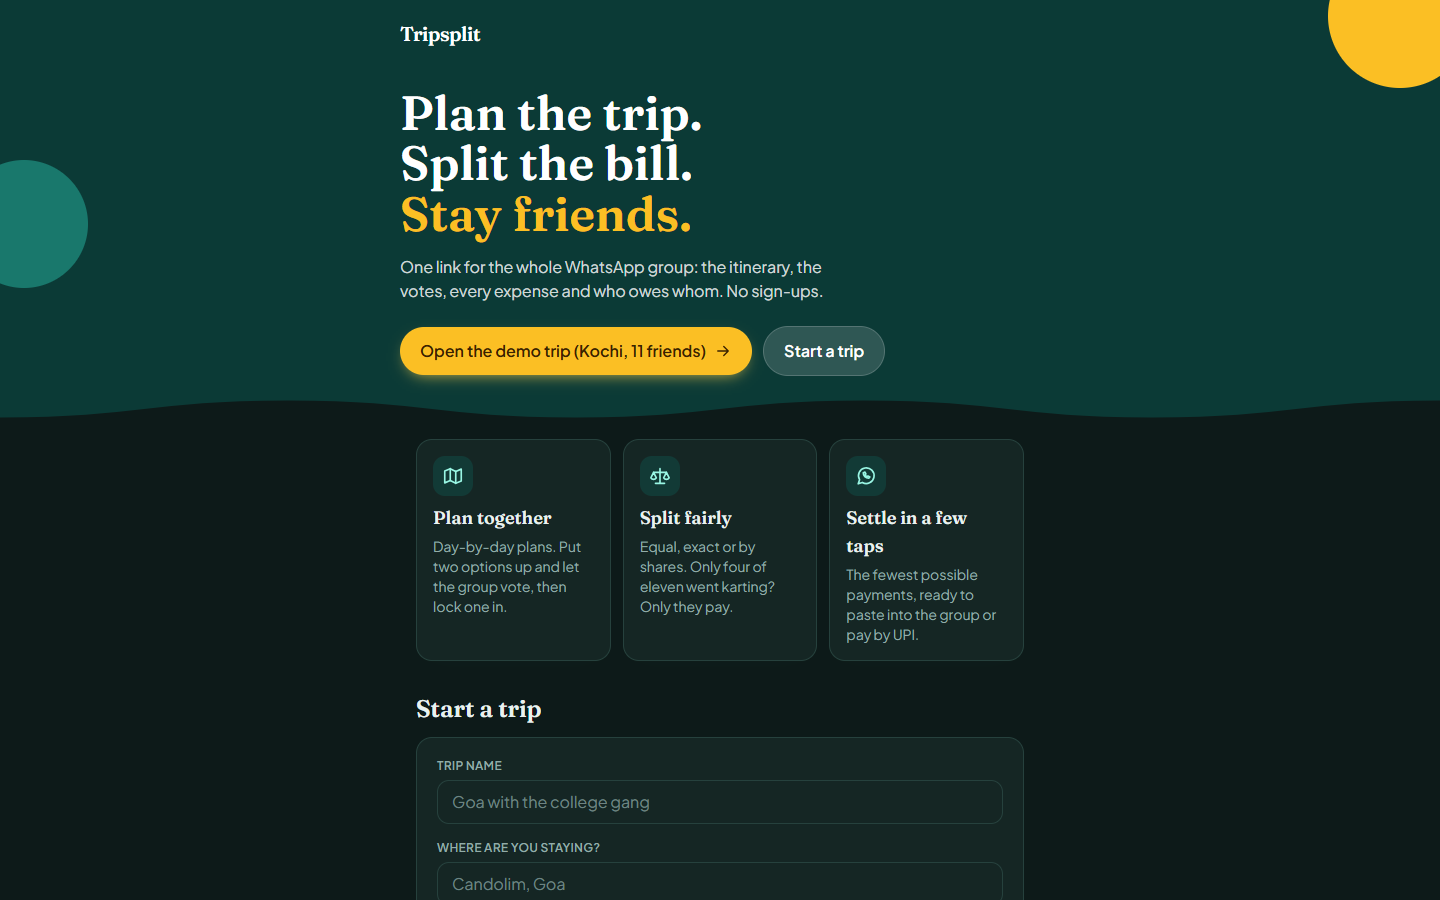 Tripsplit
Plan the trip.
Split the bill.
Stay friends.
One link for the whole WhatsApp group: the itinerary, the
votes, every expense and who owes whom. No sign-ups.
Open the demo trip (Kochi, 11 friends) →
Start a trip
Plan together
Day-by-day plans. Put
two options up and let
the group vote, then
lock one in.
Split fairly
Equal, exact or by
shares. Only four of
eleven went karting?
Only they pay.
Settle in a few
taps
The fewest possible
payments, ready to
paste into the group or
pay by UPI.
Start a trip
TRIP NAME
Goa with the college gang
WHERE ARE YOU STAYING?
Candolim, Goa